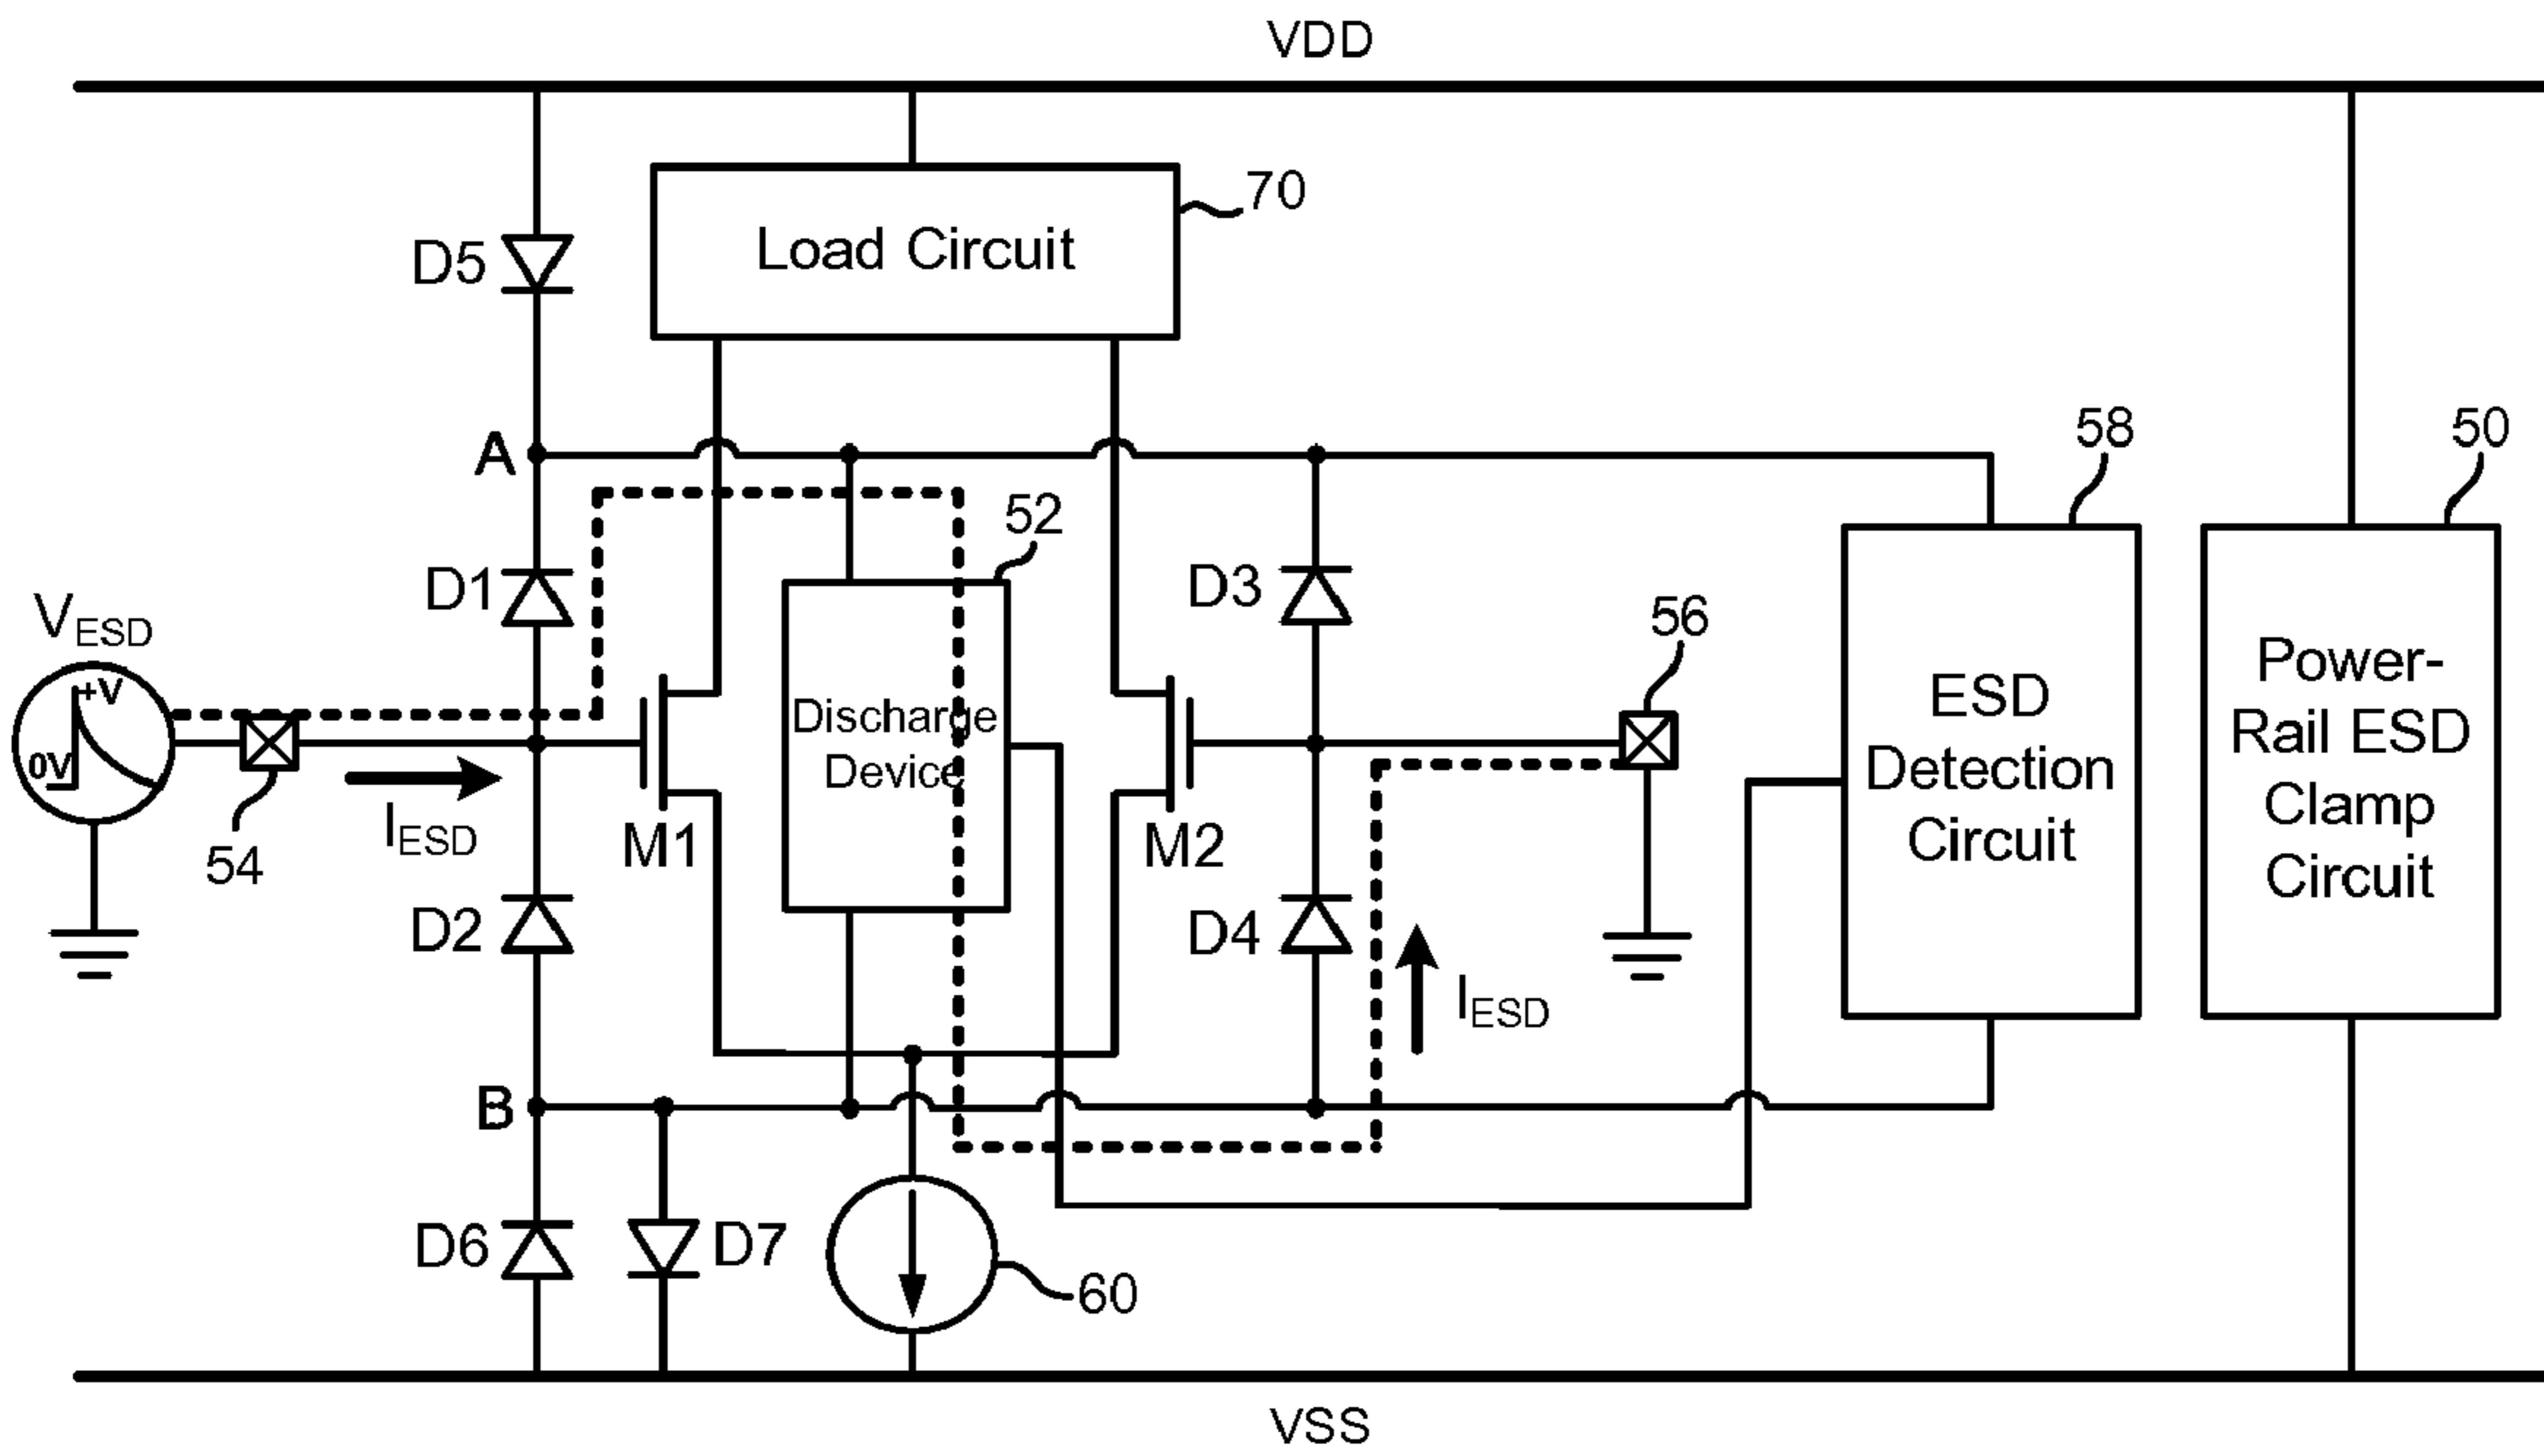 VDD
70
Load Circuit
D5
A
58
50
52
D1
D3
56
VESD
+V
0V
Discharge
Device
ESD
Detection
Circuit
Power-
Rail ESD
Clamp
Circuit
IESD
54
M1
M2
D2
D4
IESD
B
D6
D7
60
VSS